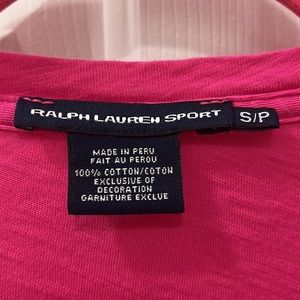 RALPH LAUREN SPORT
S/P
MADE IN PERU
FAIT AU PEROU
100% COTTON/COTON
EXCLUSIVE OF
DECORATION
GARNITURE EXCLUE